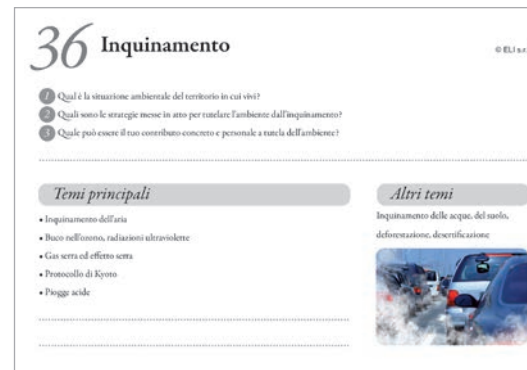 36 Inquinamento
© ELI s.r.
1 Qual è la situazione ambientale del territorio in cui vivi?
2 Quali sono le strategie messe in atto per tutelare l'ambiente dall'inquinamento?
3 Quale può essere il tuo contributo concreto e personale a tutela dell'ambiente?
Temi principali
• Inquinamento dell'aria
• Buco nell'ozono, radiazioni ultraviolette
• Gas serra ed effetto serra
• Protocollo di Kyoto
• Piogge acide
Altri temi
Inquinamento delle acque, del suolo,
deforestazione, desertificazione